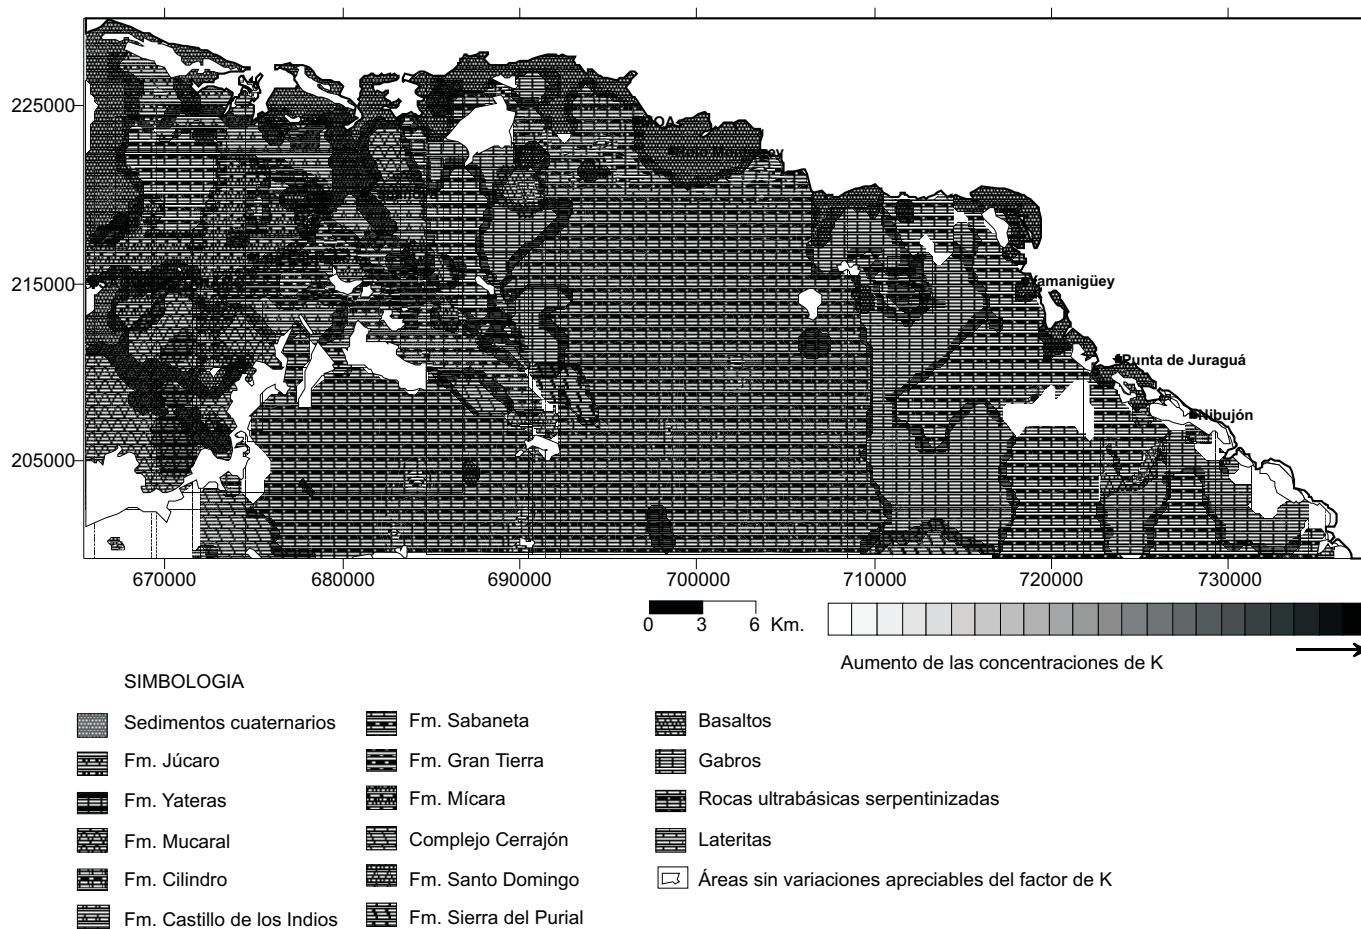 225000
215000
205000
Yamanigüey
Punta de Juraguá
Nibujón
670000 680000 690000 700000 710000 720000 730000
0 3 6 Km.
Aumento de las concentraciones de K
SIMBOLOGIA
Sedimentos cuaternarios
Fm. Júcaro
Fm. Yateras
Fm. Mucaral
Fm. Cilindro
Fm. Castillo de los Indios
Fm. Sabaneta
Fm. Gran Tierra
Fm. Mícara
Complejo Cerrajón
Fm. Santo Domingo
Fm. Sierra del Purial
Basaltos
Gabros
Rocas ultrabásicas serpentinizadas
Lateritas
Áreas sin variaciones apreciables del factor de K